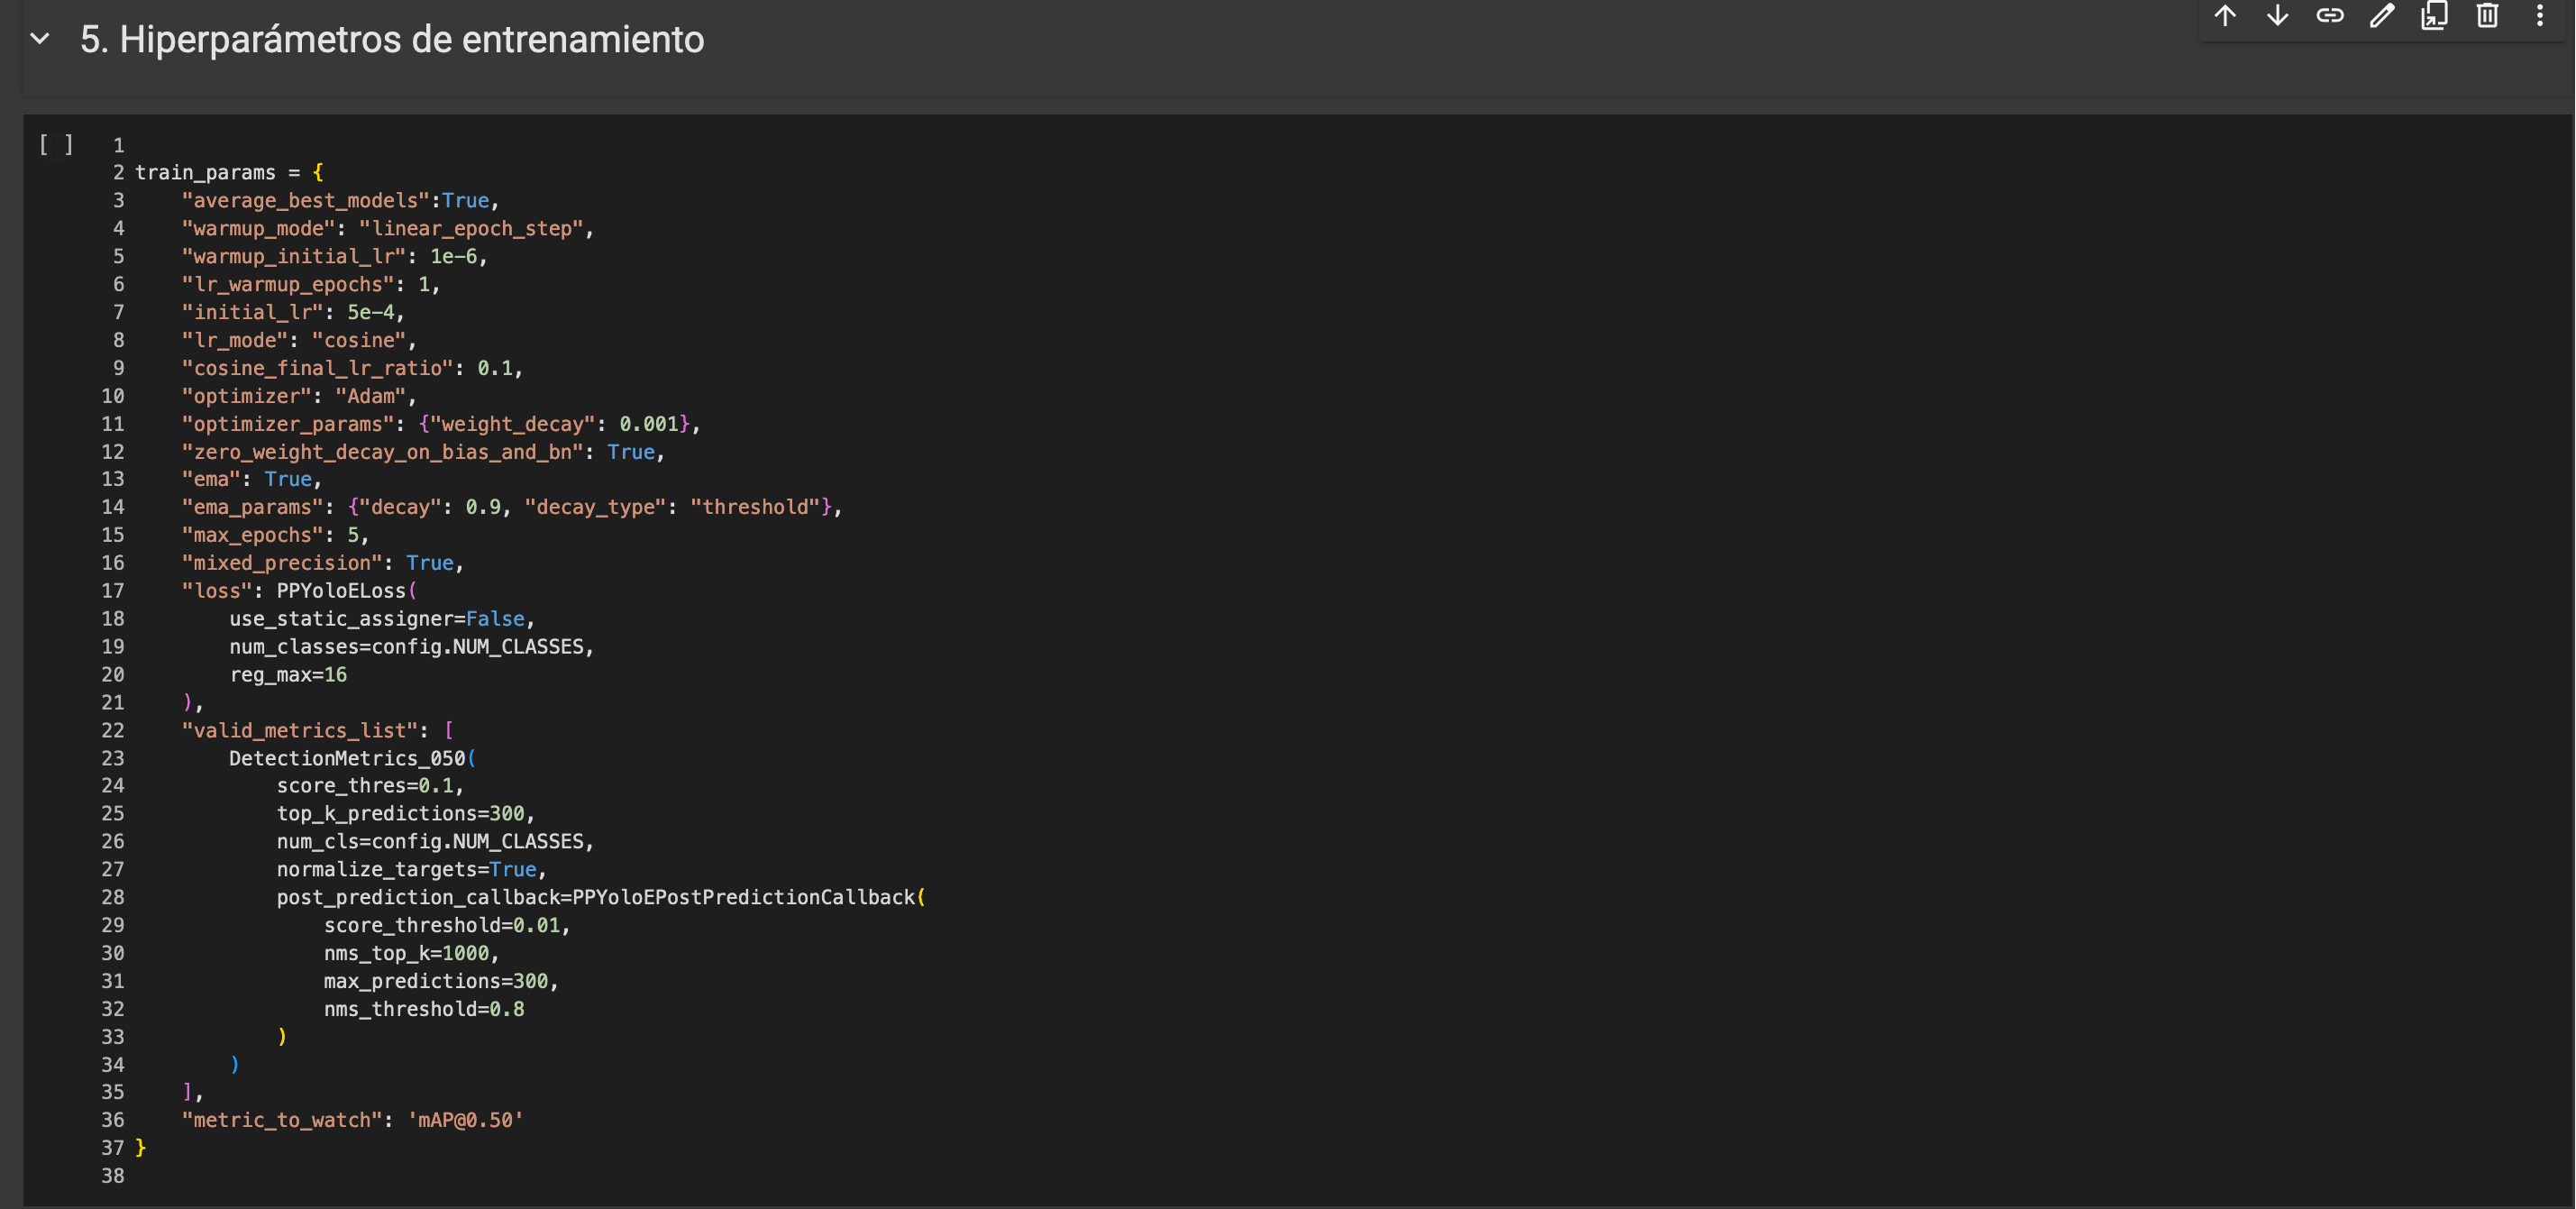 5. Hiperparámetros de entrenamiento
[ ] 1
2 train_params = {
3     "average_best_models":True,
4     "warmup_mode": "linear_epoch_step",
5     "warmup_initial_lr": 1e-6,
6     "lr_warmup_epochs": 1,
7     "initial_lr": 5e-4,
8     "lr_mode": "cosine",
9     "cosine_final_lr_ratio": 0.1,
10     "optimizer": "Adam",
11     "optimizer_params": {"weight_decay": 0.001},
12     "zero_weight_decay_on_bias_and_bn": True,
13     "ema": True,
14     "ema_params": {"decay": 0.9, "decay_type": "threshold"},
15     "max_epochs": 5,
16     "mixed_precision": True,
17     "loss": PPYoloELoss(
18         use_static_assigner=False,
19         num_classes=config.NUM_CLASSES,
20         reg_max=16
21     ),
22     "valid_metrics_list": [
23         DetectionMetrics_050(
24             score_thres=0.1,
25             top_k_predictions=300,
26             num_cls=config.NUM_CLASSES,
27             normalize_targets=True,
28             post_prediction_callback=PPYoloEPostPredictionCallback(
29                 score_threshold=0.01,
30                 nms_top_k=1000,
31                 max_predictions=300,
32                 nms_threshold=0.8
33             )
34         )
35     ],
36     "metric_to_watch": 'mAP@0.50'
37 }
38